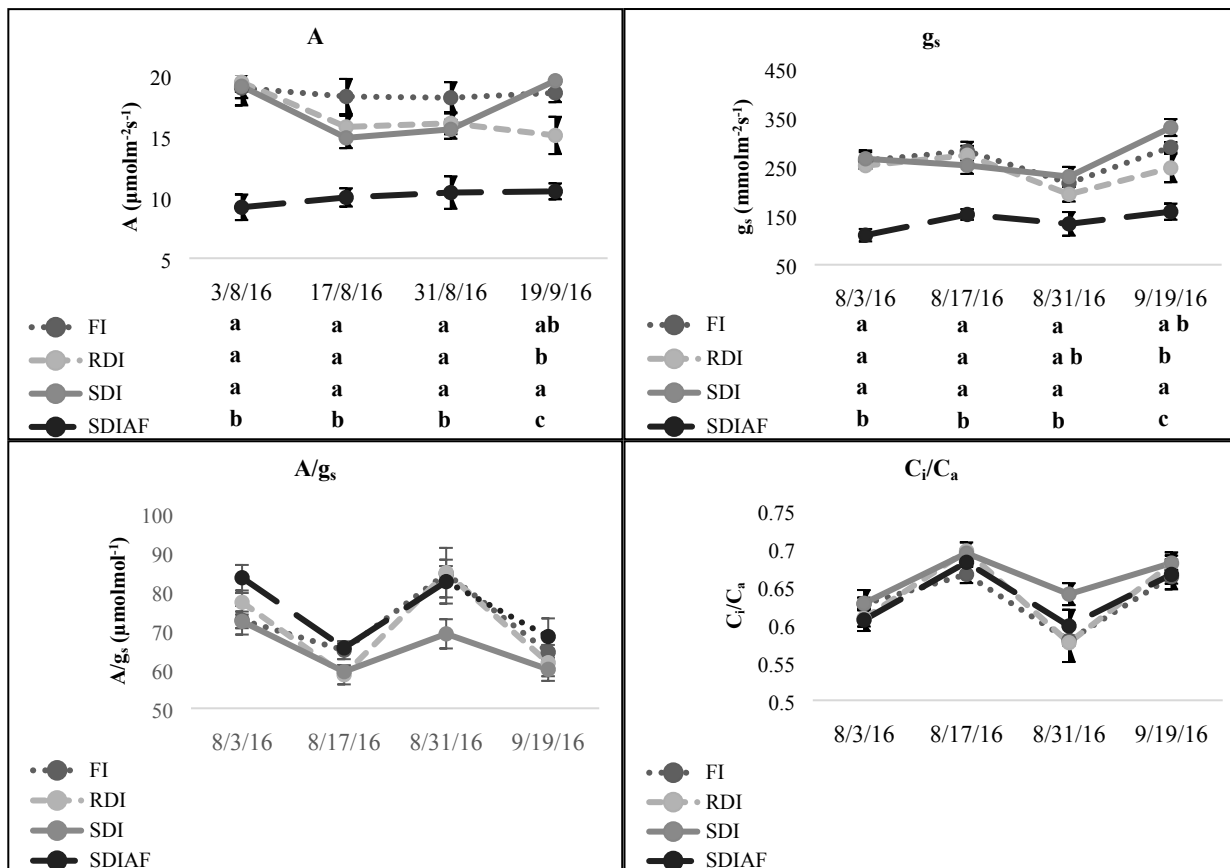 A
A (µmolm⁻²s⁻¹)
20
15
10
5
3/8/16 17/8/16 31/8/16 19/9/16
FI a a a ab
RDI a a a b
SDI a a a a
SDIAF b b b c
gₛ
gₛ (mmolm⁻²s⁻¹)
450
350
250
150
50
8/3/16 8/17/16 8/31/16 9/19/16
FI a a a a b
RDI a a a b b
SDI a a a a
SDIAF b b b c
A/gₛ
A/gₛ (µmolmol⁻¹)
100
90
80
70
60
50
8/3/16 8/17/16 8/31/16 9/19/16
FI
RDI
SDI
SDIAF
Cᵢ/Cₐ
Cᵢ/Cₐ
0.75
0.7
0.65
0.6
0.55
0.5
8/3/16 8/17/16 8/31/16 9/19/16
FI
RDI
SDI
SDIAF